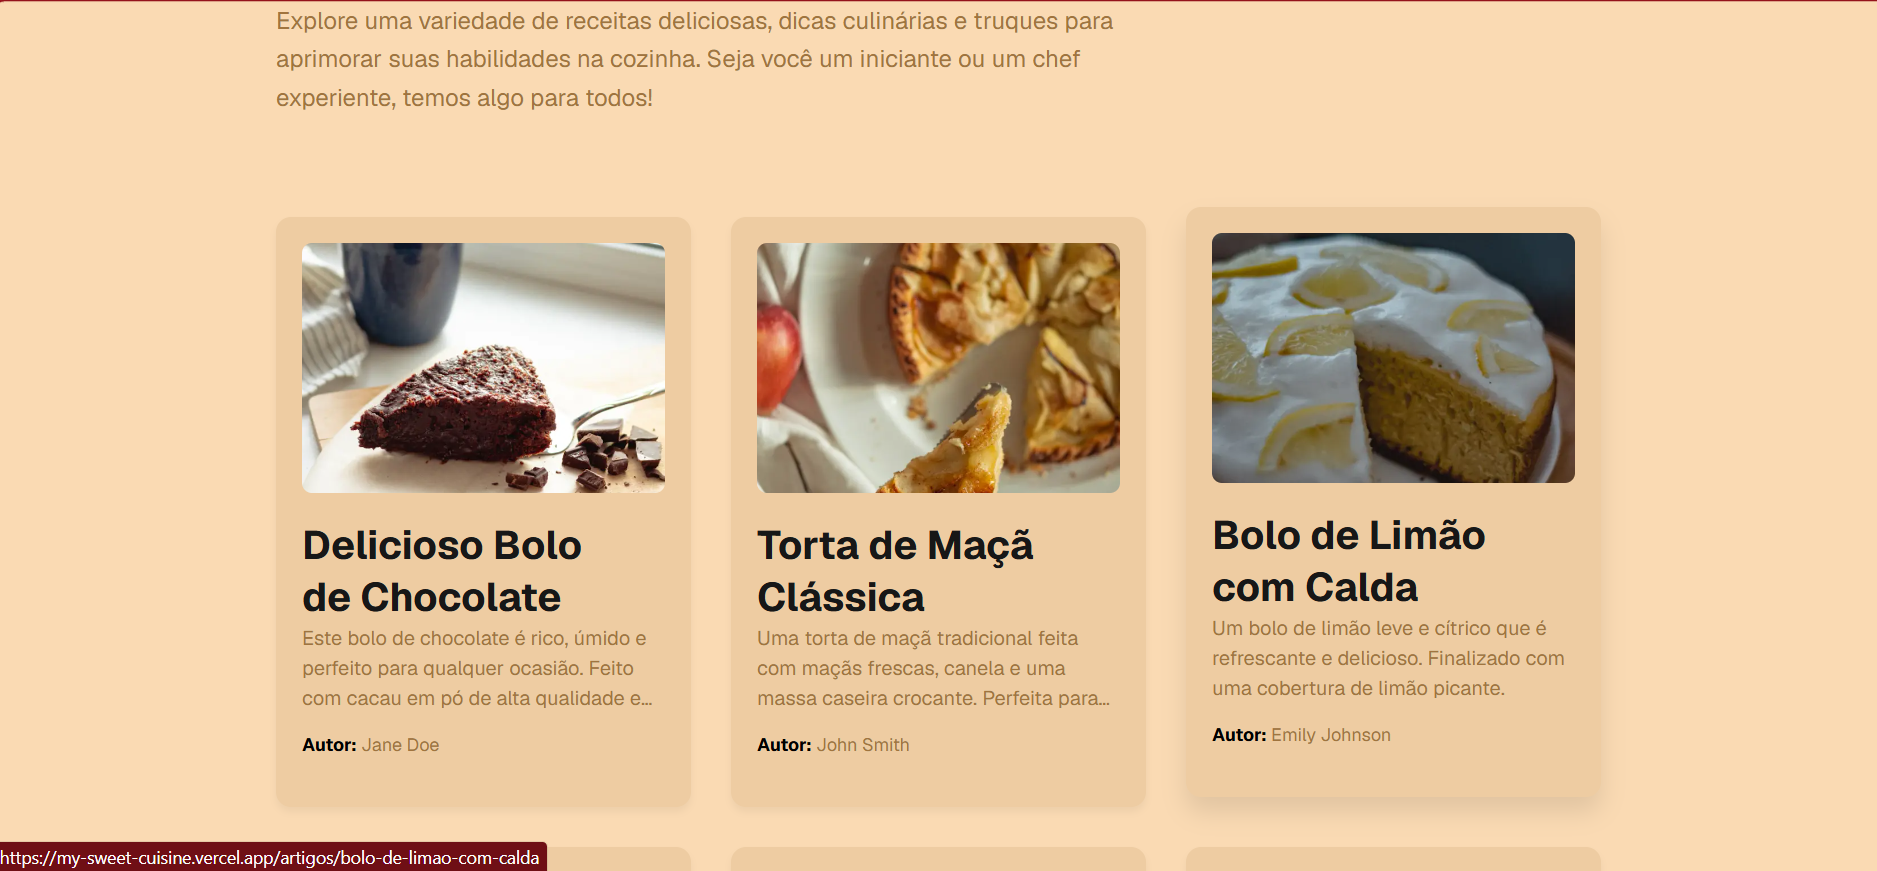 Explore uma variedade de receitas deliciosas, dicas culinárias e truques para
aprimorar suas habilidades na cozinha. Seja você um iniciante ou um chef
experiente, temos algo para todos!
Delicioso Bolo
de Chocolate
Este bolo de chocolate é rico, úmido e
perfeito para qualquer ocasião. Feito
com cacau em pó de alta qualidade e...
Autor: Jane Doe
Torta de Maçã
Clássica
Uma torta de maçã tradicional feita
com maçãs frescas, canela e uma
massa caseira crocante. Perfeita para...
Autor: John Smith
Bolo de Limão
com Calda
Um bolo de limão leve e cítrico que é
refrescante e delicioso. Finalizado com
uma cobertura de limão picante.
Autor: Emily Johnson
https://my-sweet-cuisine.vercel.app/artigos/bolo-de-limao-com-calda